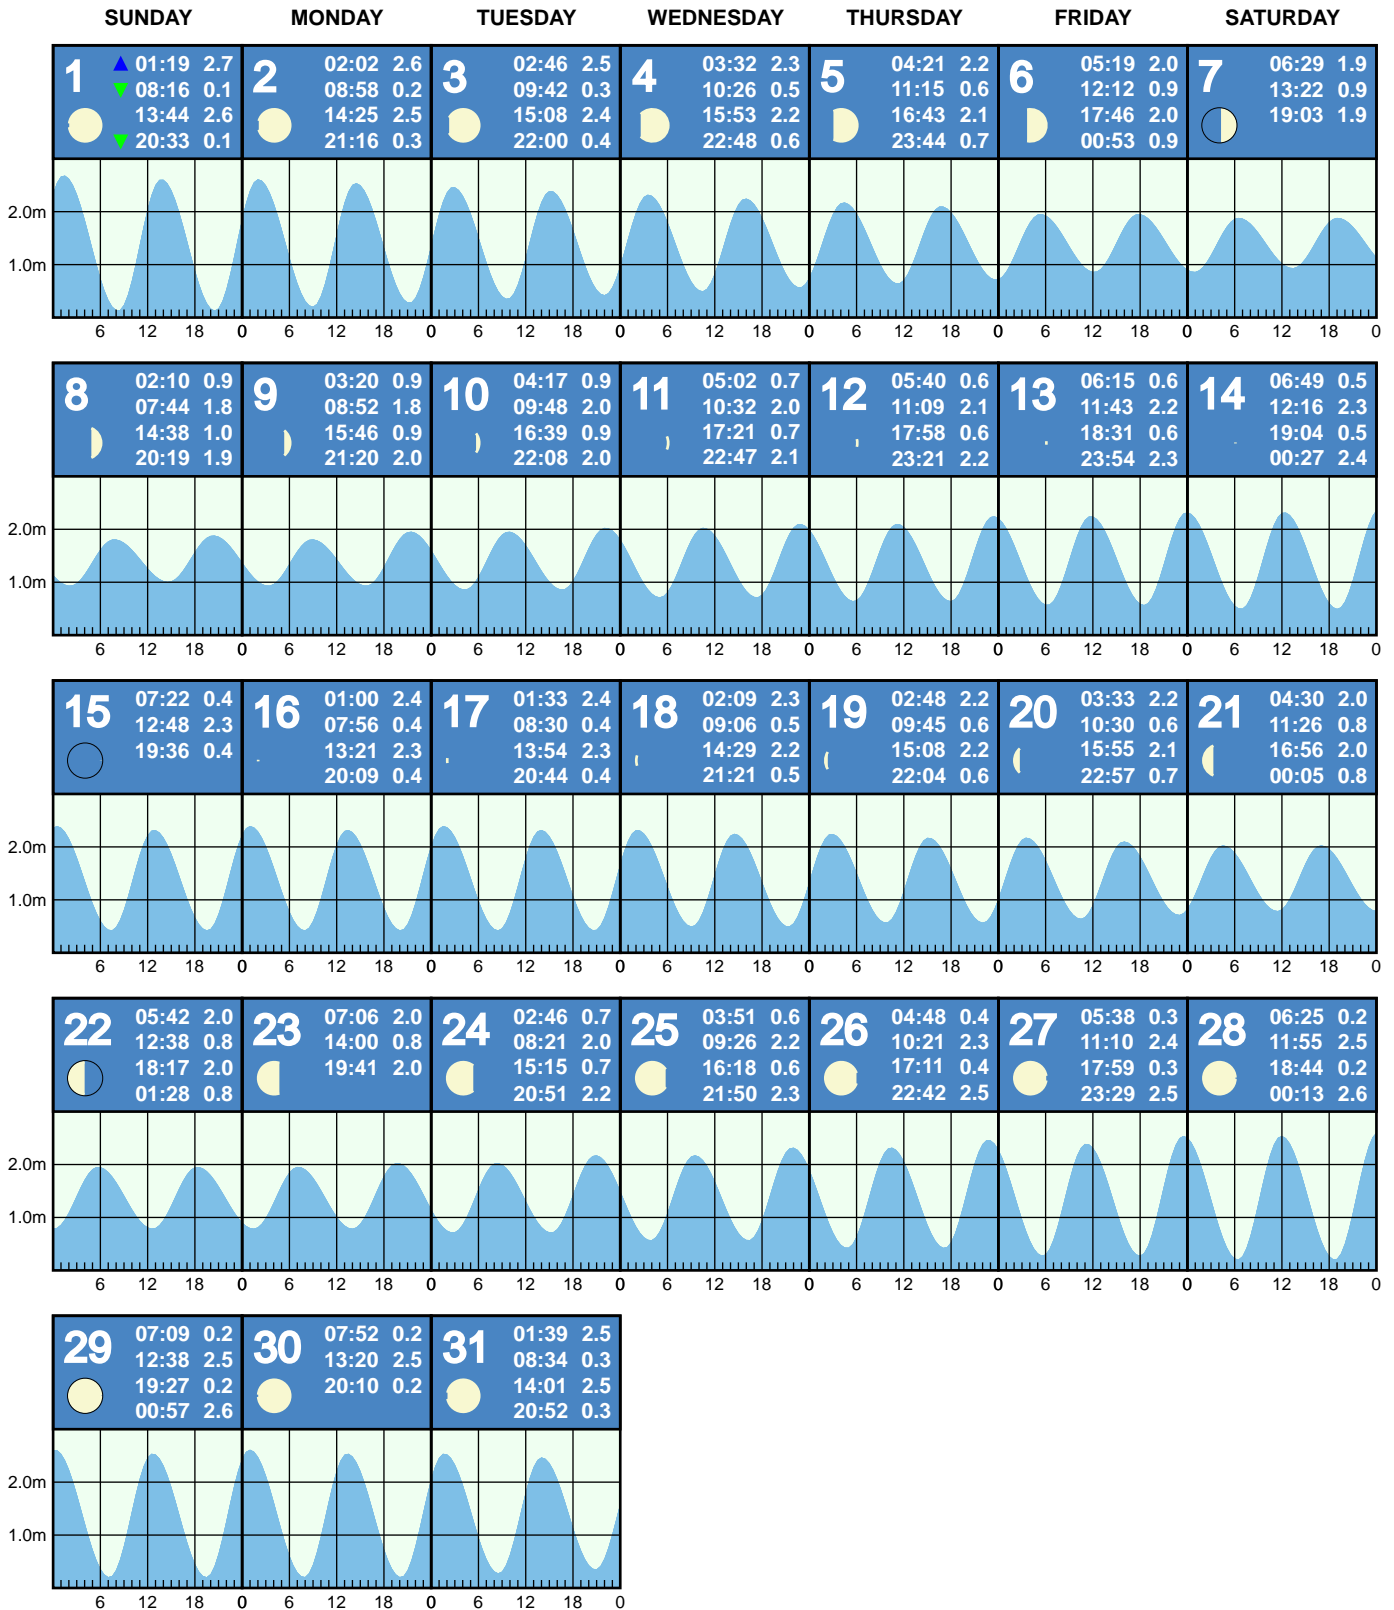 SUNDAY MONDAY TUESDAY WEDNESDAY THURSDAY FRIDAY SATURDAY
1 01:19 2.7
08:16 0.1
13:44 2.6
20:33 0.1
2 02:02 2.6
08:58 0.2
14:25 2.5
21:16 0.3
3 02:46 2.5
09:42 0.3
15:08 2.4
22:00 0.4
4 03:32 2.3
10:26 0.5
15:53 2.2
22:48 0.6
5 04:21 2.2
11:15 0.6
16:43 2.1
23:44 0.7
6 05:19 2.0
12:12 0.9
17:46 2.0
00:53 0.9
7 06:29 1.9
13:22 0.9
19:03 1.9
2.0m
1.0m
6 12 18 0 6 12 18 0 6 12 18 0 6 12 18 0 6 12 18 0 6 12 18 0 6 12 18 0
8 02:10 0.9
07:44 1.8
14:38 1.0
20:19 1.9
9 03:20 0.9
08:52 1.8
15:46 0.9
21:20 2.0
10 04:17 0.9
09:48 2.0
16:39 0.9
22:08 2.0
11 05:02 0.7
10:32 2.0
17:21 0.7
22:47 2.1
12 05:40 0.6
11:09 2.1
17:58 0.6
23:21 2.2
13 06:15 0.6
11:43 2.2
18:31 0.6
23:54 2.3
14 06:49 0.5
12:16 2.3
19:04 0.5
00:27 2.4
2.0m
1.0m
6 12 18 0 6 12 18 0 6 12 18 0 6 12 18 0 6 12 18 0 6 12 18 0 6 12 18 0
15 07:22 0.4
12:48 2.3
19:36 0.4
16 01:00 2.4
07:56 0.4
13:21 2.3
20:09 0.4
17 01:33 2.4
08:30 0.4
13:54 2.3
20:44 0.4
18 02:09 2.3
09:06 0.5
14:29 2.2
21:21 0.5
19 02:48 2.2
09:45 0.6
15:08 2.2
22:04 0.6
20 03:33 2.2
10:30 0.6
15:55 2.1
22:57 0.7
21 04:30 2.0
11:26 0.8
16:56 2.0
00:05 0.8
2.0m
1.0m
6 12 18 0 6 12 18 0 6 12 18 0 6 12 18 0 6 12 18 0 6 12 18 0 6 12 18 0
22 05:42 2.0
12:38 0.8
18:17 2.0
01:28 0.8
23 07:06 2.0
14:00 0.8
19:41 2.0
24 02:46 0.7
08:21 2.0
15:15 0.7
20:51 2.2
25 03:51 0.6
09:26 2.2
16:18 0.6
21:50 2.3
26 04:48 0.4
10:21 2.3
17:11 0.4
22:42 2.5
27 05:38 0.3
11:10 2.4
17:59 0.3
23:29 2.5
28 06:25 0.2
11:55 2.5
18:44 0.2
00:13 2.6
2.0m
1.0m
6 12 18 0 6 12 18 0 6 12 18 0 6 12 18 0 6 12 18 0 6 12 18 0 6 12 18 0
29 07:09 0.2
12:38 2.5
19:27 0.2
00:57 2.6
30 07:52 0.2
13:20 2.5
20:10 0.2
31 01:39 2.5
08:34 0.3
14:01 2.5
20:52 0.3
2.0m
1.0m
6 12 18 0 6 12 18 0 6 12 18 0